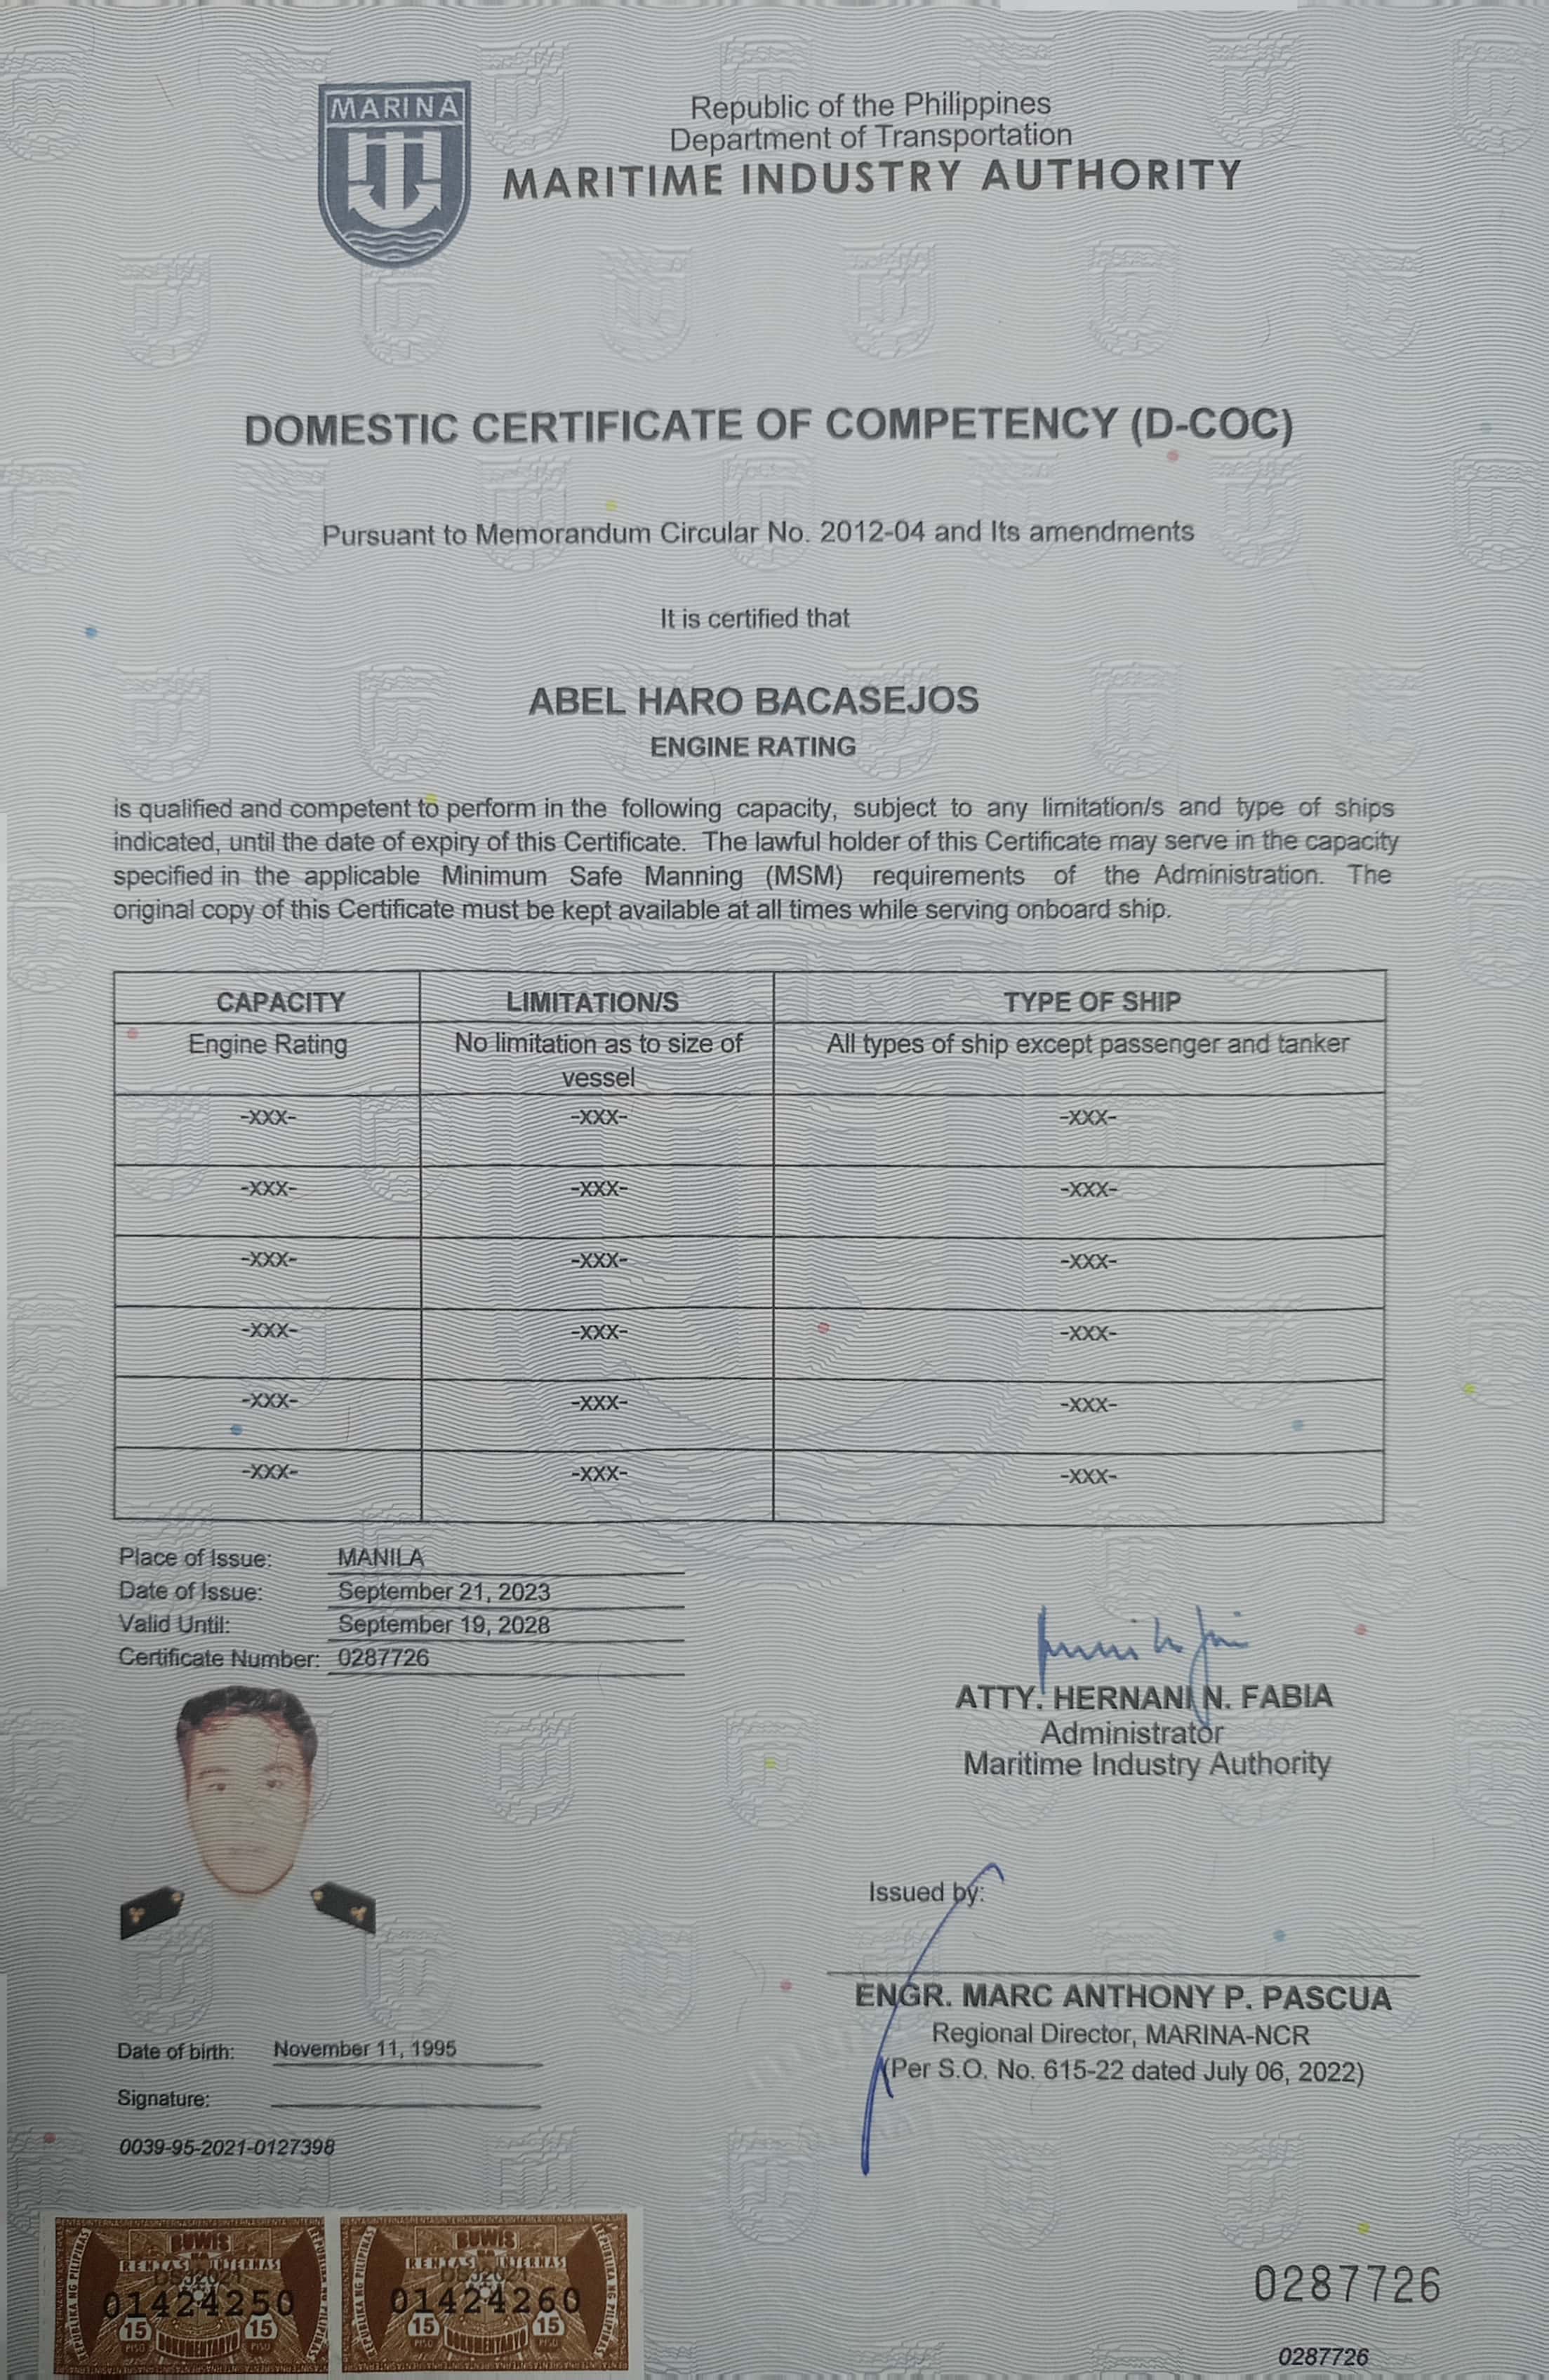 MARINA
Republic of the Philippines
Department of Transportation
MARITIME INDUSTRY AUTHORITY
DOMESTIC CERTIFICATE OF COMPETENCY (D-COC)
Pursuant to Memorandum Circular No. 2012-04 and Its amendments
It is certified that
ABEL HARO BACASEJOS
ENGINE RATING
is qualified and competent to perform in the following capacity, subject to any limitation/s and type of ships
indicated, until the date of expiry of this Certificate. The lawful holder of this Certificate may serve in the capacity
specified in the applicable Minimum Safe Manning (MSM) requirements of the Administration. The
original copy of this Certificate must be kept available at all times while serving onboard ship.
CAPACITY LIMITATION/S TYPE OF SHIP
Engine Rating No limitation as to size of All types of ship except passenger and tanker
vessel
-XXX- -XXX- -XXX-
-XXX- -XXX- -XXX-
-XXX- -XXX- -XXX-
-XXX- -XXX- -XXX-
-XXX- -XXX- -XXX-
-XXX- -XXX- -XXX-
Place of Issue: MANILA
Date of Issue: September 21, 2023
Valid Until: September 19, 2028
Certificate Number: 0287726
ATTY. HERNANI N. FABIA
Administrator
Maritime Industry Authority
Issued by:
ENGR. MARC ANTHONY P. PASCUA
Regional Director, MARINA-NCR
(Per S.O. No. 615-22 dated July 06, 2022)
Date of birth: November 11, 1995
Signature:
0039-95-2021-0127398
BUWIS
NA
RENTAS INTERNAS
DSJ2021
01424250
15 15
PISO PISO
DOKUMENTARYO
REPUBLIKA NG PILIPINAS
BUWIS
NA
RENTAS INTERNAS
DSJ2021
01424260
15 15
PISO PISO
DOKUMENTARYO
REPUBLIKA NG PILIPINAS
0287726
0287726